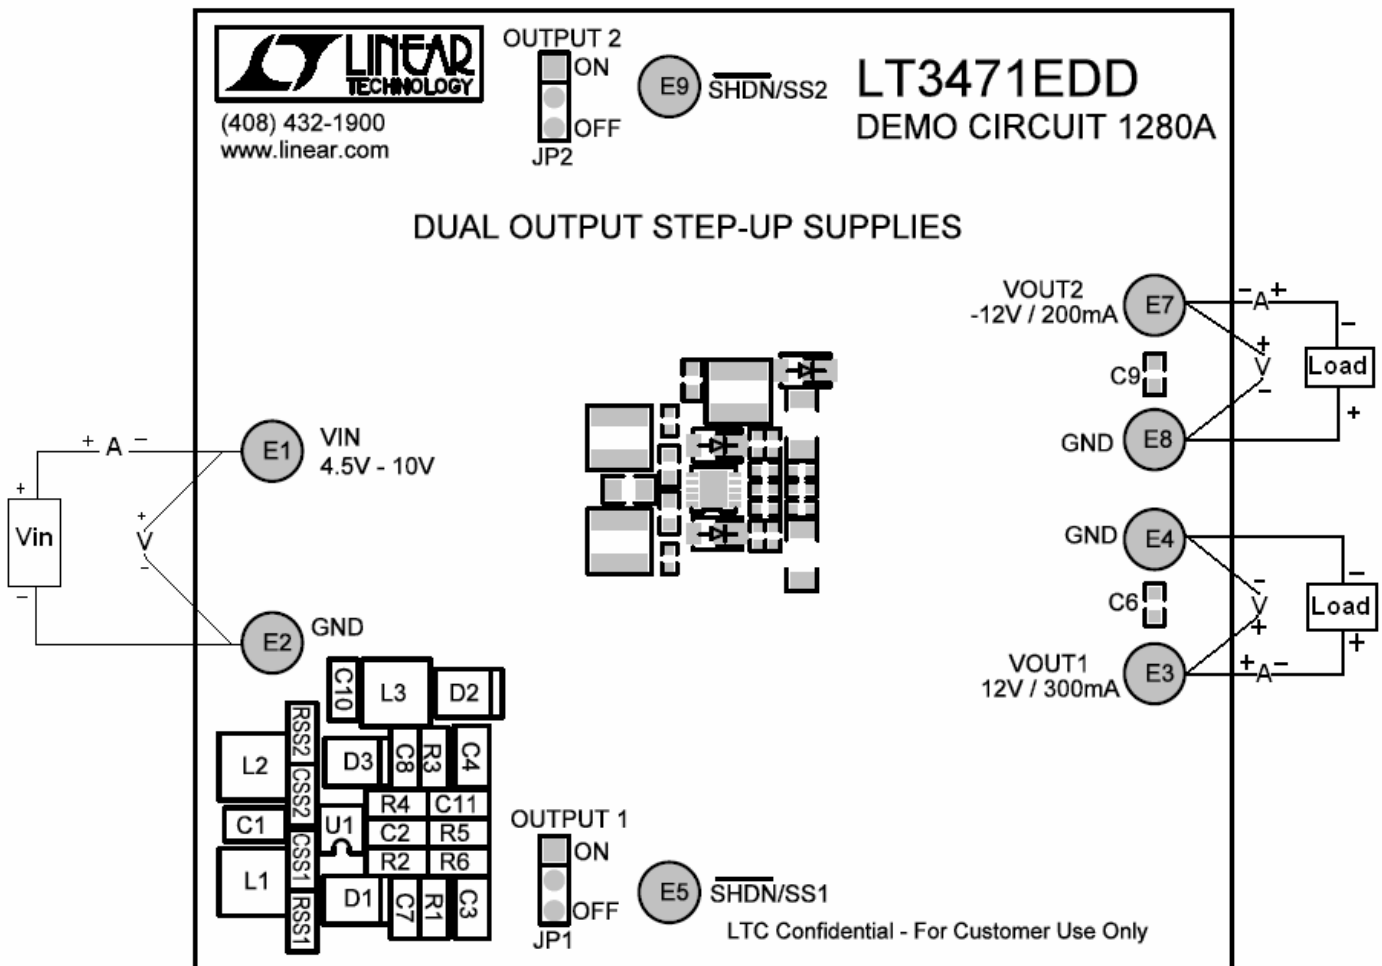 LINEAR
TECHNOLOGY
(408) 432-1900
www.linear.com
OUTPUT 2
ON
OFF
JP2
E9
SHDN/SS2
LT3471EDD
DEMO CIRCUIT 1280A
DUAL OUTPUT STEP-UP SUPPLIES
VOUT2
-12V / 200mA
E7
- A +
-
+
V
-
Load
+
C9
GND
E8
+ A -
E1
VIN
4.5V - 10V
+
Vin
-
+
V
-
E2
GND
GND
E4
C6
-
V
+
-
Load
+
VOUT1
12V / 300mA
E3
+ A -
C10
L3
D2
RSS2
L2
CSS2
D3
C8
R3
C4
R4
C11
C1
U1
C2
R5
CSS1
R2
R6
L1
RSS1
D1
C7
R1
C3
OUTPUT 1
ON
OFF
JP1
E5
SHDN/SS1
LTC Confidential - For Customer Use Only